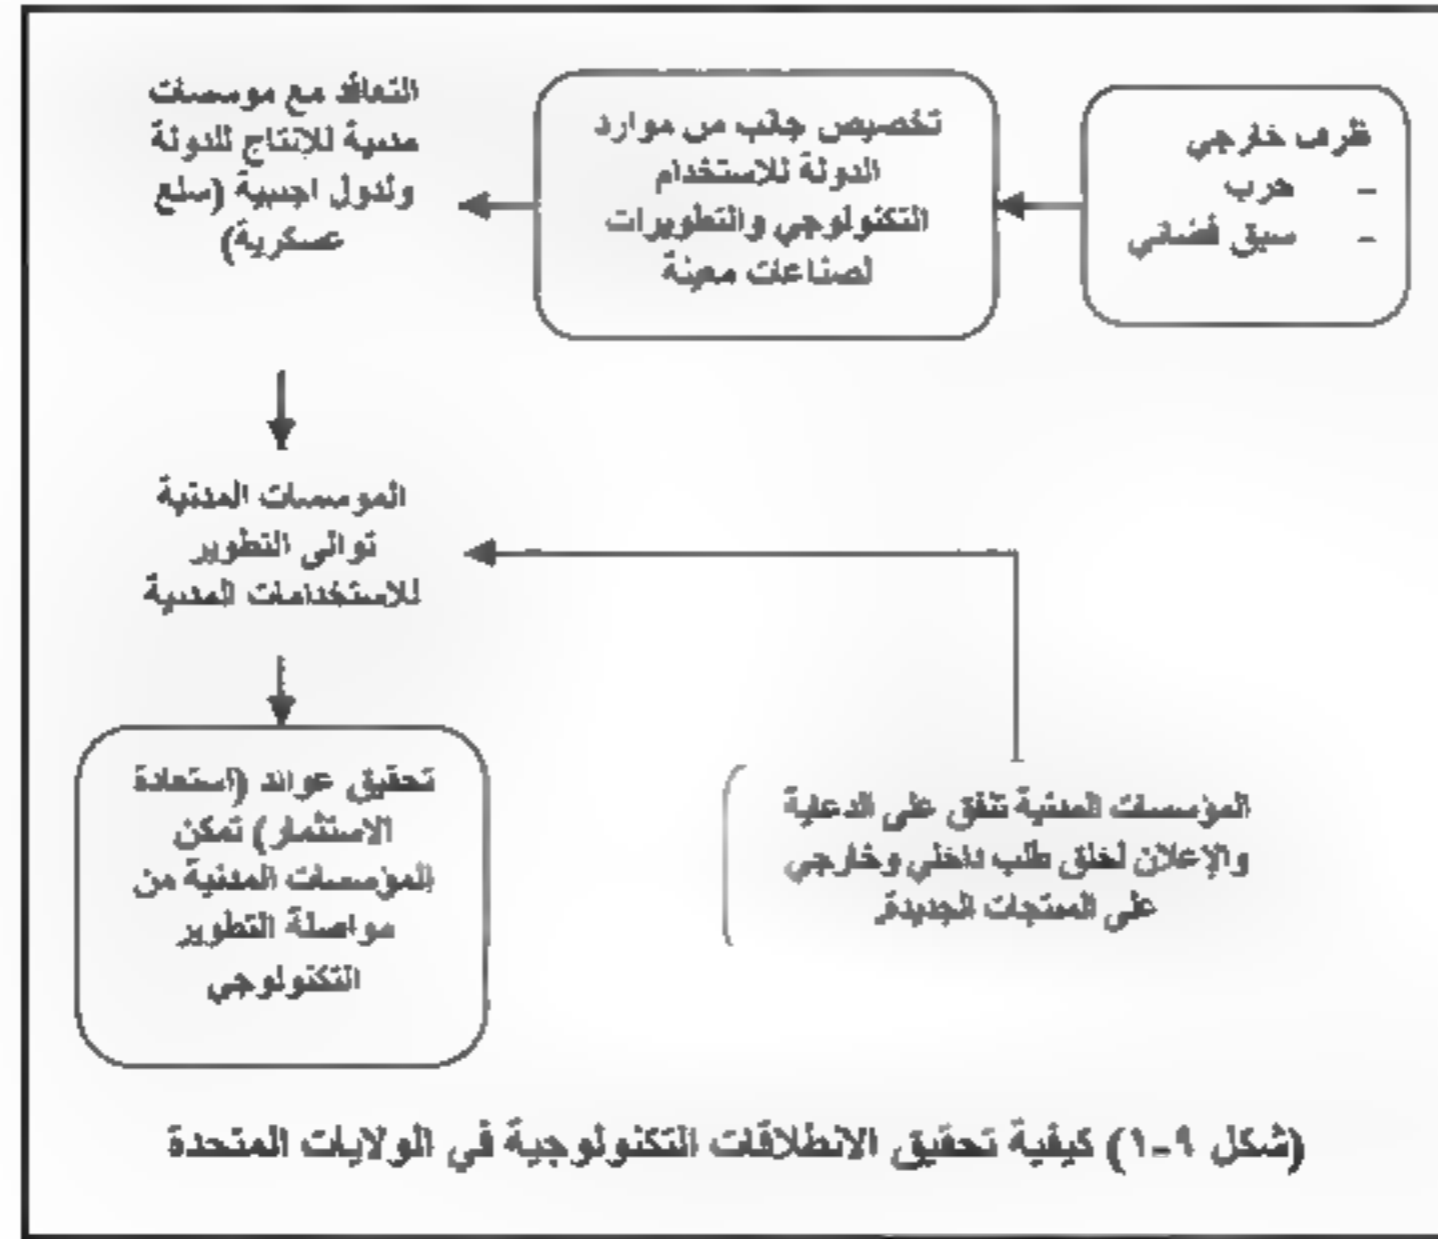 ظرف خارجي
- حرب
- سبق فضائي
تخصيص جانب من موارد
الدولة للاستخدام
التكنولوجي والتطويرات
لصناعات معينة
التعاقد مع موسسات
مدنية للإنتاج للدولة
ولدول اجنبية (سلع
عسكرية)
الموسسات المدنية
توالى التطوير
للاستخدامات المدنية
المؤسسات المدنية تنفق على الدعاية
والإعلان لخلق طلب داخلي وخارجي
على المنتجات الجديدة.
تحقيق عوائد (استعادة
الاستثمار) تمكن
المؤسسات المدنية من
مواصلة التطوير
التكنولوجي
(شكل ٩-١) كيفية تحقيق الانطلاقات التكنولوجية في الولايات المتحدة